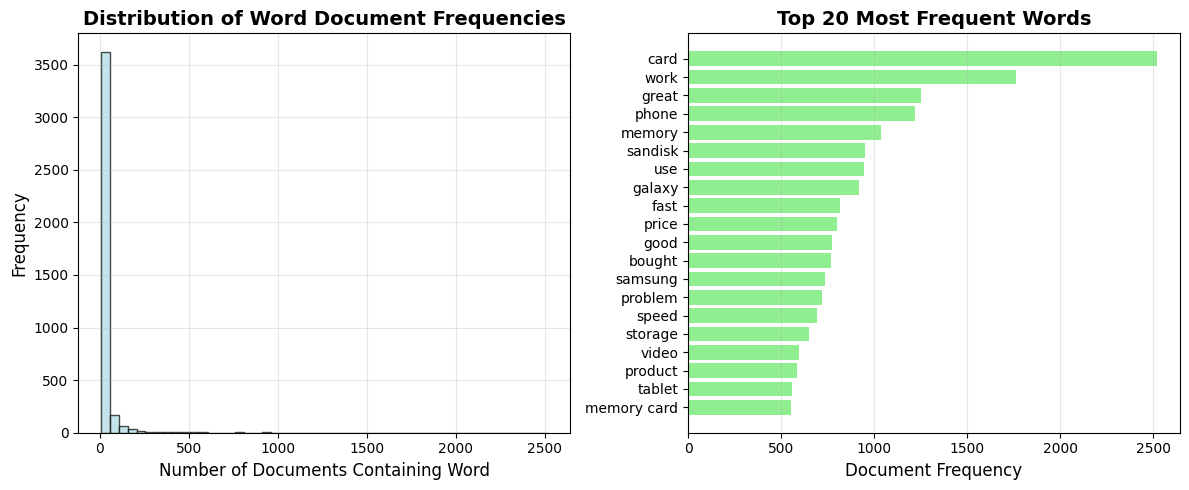 Distribution of Word Document Frequencies
Frequency
3500
3000
2500
2000
1500
1000
500
0
0 500 1000 1500 2000 2500
Number of Documents Containing Word
Top 20 Most Frequent Words
card
work
great
phone
memory
sandisk
use
galaxy
fast
price
good
bought
samsung
problem
speed
storage
video
product
tablet
memory card
0 500 1000 1500 2000 2500
Document Frequency